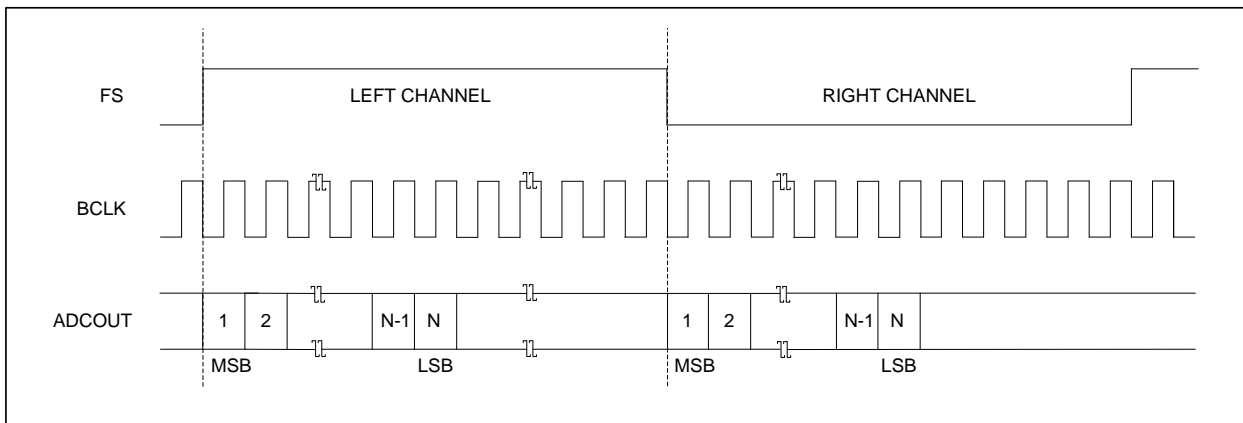 FS
LEFT CHANNEL
RIGHT CHANNEL
BCLK
ADCOUT
1
2
N-1
N
1
2
N-1
N
MSB
LSB
MSB
LSB